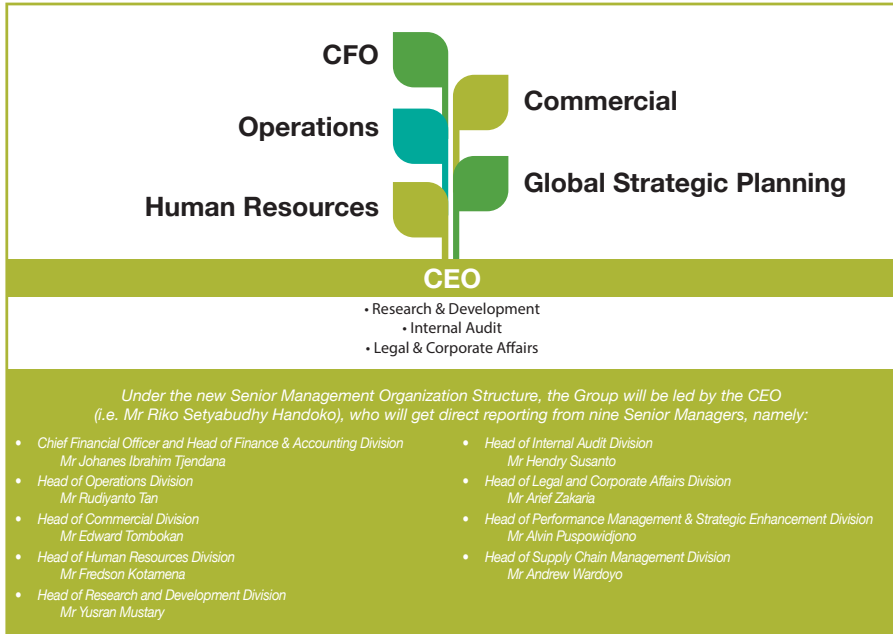 CFO
Commercial
Operations
Global Strategic Planning
Human Resources
CEO
• Research & Development
• Internal Audit
• Legal & Corporate Affairs
Under the new Senior Management Organization Structure, the Group will be led by the CEO
(i.e. Mr Riko Setyabudhy Handoko), who will get direct reporting from nine Senior Managers, namely:
• Chief Financial Officer and Head of Finance & Accounting Division
Mr Johanes Ibrahim Tjendana
• Head of Operations Division
Mr Rudiyanto Tan
• Head of Commercial Division
Mr Edward Tombokan
• Head of Human Resources Division
Mr Fredson Kotamena
• Head of Research and Development Division
Mr Yusran Mustary
• Head of Internal Audit Division
Mr Hendry Susanto
• Head of Legal and Corporate Affairs Division
Mr Arief Zakaria
• Head of Performance Management & Strategic Enhancement Division
Mr Alvin Puspowidjono
• Head of Supply Chain Management Division
Mr Andrew Wardoyo